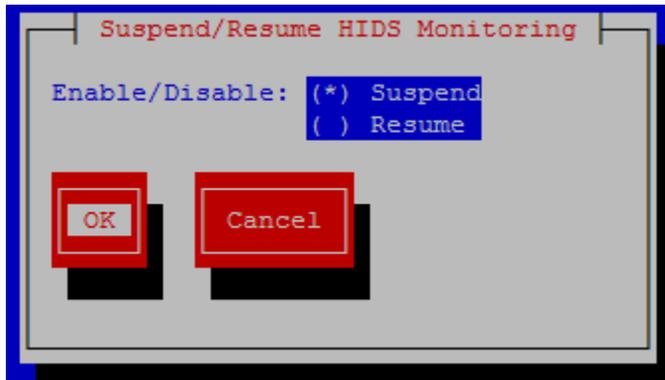 Suspend/Resume HIDS Monitoring
Enable/Disable: (*) Suspend
( ) Resume
OK Cancel